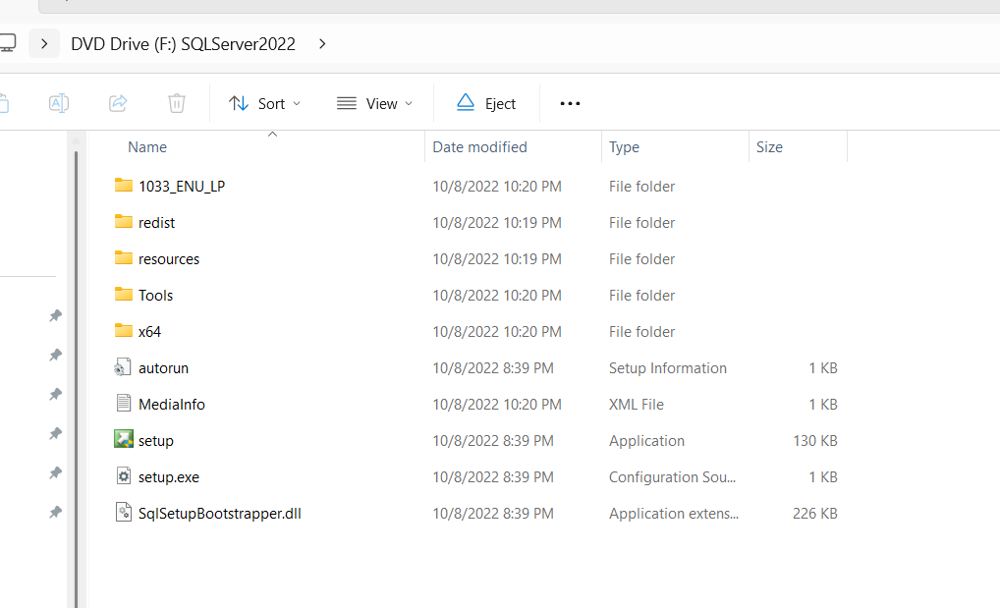 DVD Drive (F:) SQLServer2022
Sort View Eject
Name Date modified Type Size
1033_ENU_LP 10/8/2022 10:20 PM File folder
redist 10/8/2022 10:19 PM File folder
resources 10/8/2022 10:19 PM File folder
Tools 10/8/2022 10:20 PM File folder
x64 10/8/2022 10:20 PM File folder
autorun 10/8/2022 8:39 PM Setup Information 1 KB
MediaInfo 10/8/2022 10:20 PM XML File 1 KB
setup 10/8/2022 8:39 PM Application 130 KB
setup.exe 10/8/2022 8:39 PM Configuration Sou... 1 KB
SqlSetupBootstrapper.dll 10/8/2022 8:39 PM Application extens... 226 KB